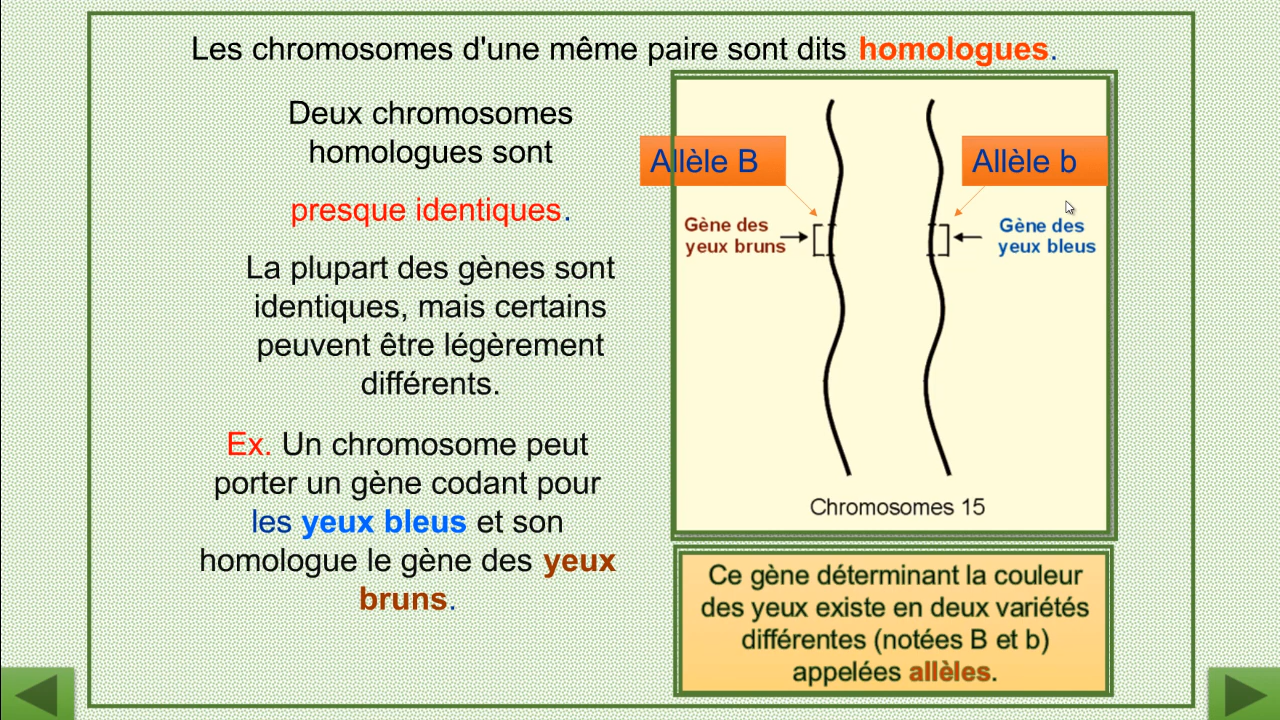 Les chromosomes d'une même paire sont dits homologues.
Deux chromosomes
homologues sont
presque identiques.
La plupart des gènes sont
identiques, mais certains
peuvent être légèrement
différents.
Ex. Un chromosome peut
porter un gène codant pour
les yeux bleus et son
homologue le gène des yeux
bruns.
Allèle B
Allèle b
Gène des
yeux bruns
Gène des
yeux bleus
Chromosomes 15
Ce gène déterminant la couleur
des yeux existe en deux variétés
différentes (notées B et b)
appelées allèles.